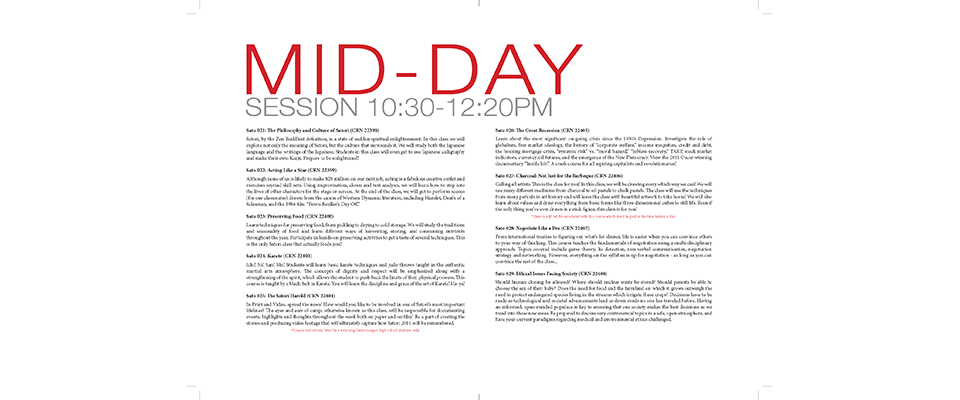 MID-DAY
SESSION 10:30-12:20PM
Sato 021: The Philosophy and Culture of Satori (CRN 22398)
Satori, by the Zen Buddhist definition, is a state of sudden spiritual enlightenment. In this class we will
explore not only the meaning of Satori, but the culture that surrounds it. We will study both the Japanese
language and the writings of the Japanese. Students in this class will even get to use Japanese calligraphy
and make their own Kanji. Prepare to be enlightened!
Sato 022: Acting Like a Star (CRN 22399)
Although none of us is likely to make $20 million on our next job, acting is a fabulous creative outlet and
exercises myriad skill sets. Using improvisation, clown and text analysis, we will learn how to step into
the lives of other characters for the stage or screen. At the end of the class, we will get to perform scenes
(for our classmates) drawn from the canon of Western Dynamic literature, including Hamlet, Death of a
Salesman, and the 1986 film "Ferris Bueller's Day Off."
Sato 023: Preserving Food (CRN 22400)
Learn techniques for preserving food, from pickling to drying to cold storage. We will study the traditions
and seasonality of food and learn different ways of harvesting, storing, and consuming nutrients
throughout the year. Participate in hands-on preserving activities to get a taste of several techniques. This
is the only Satori class that actually feeds you!
Sato 024: Karate (CRN 22403)
Ichi! Ni! San! Shi! Students will learn basic karate techniques and judo throws taught in the authentic
martial arts atmosphere. The concepts of dignity and respect will be emphasized along with a
strengthening of the spirit, which allows the student to push back the limits of their physical prowess. This
course is taught by a black belt in Karate. You will learn the discipline and grace of the art of Karate! Hai-ya!
Sato 025: The Satori Harold (CRN 22404)
In Print and Video, spread the news! How would you like to be involved in one of Satori's most important
lifelines? The eyes and ears of camp, otherwise known as this class, will be responsible for documenting
events, highlights and thoughts throughout the week both on paper and on film! Be a part of creating the
stories and producing video footage that will ultimately capture how Satori 2011 will be remembered.
Sato 026: The Great Recession (CRN 22405)
Learn about the most significant on-going crisis since the 1930's Depression. Investigate the role of
globalism, free market ideology, the history of "corporate welfare," income inequities, credit and debt,
the housing mortgage crisis, "systemic risk" vs. "moral hazard," "jobless recovery," TARP, stock market
indicators, currency, oil futures, and the emergence of the New Plutocracy. View the 2011 Oscar winning
documentary "Inside Job." A crash course for all aspiring capitalists and revolutionaries!
Sato 027: Charcoal: Not Just for the Barbeque (CRN 22406)
Calling all artists: This is the class for you! In this class, we will be drawing every which way we can! We will
use many different mediums from charcoal to oil pastels to chalk pastels. The class will use the techniques
from many periods in art history and will leave the class with beautiful artwork to take home! We will also
learn about values and draw everything from basic forms like three-dimensional cubes to still life. Even if
the only thing you've ever drawn is a stick figure, this class is for you!
Sato 028: Negotiate Like a Pro (CRN 22407)
From international treaties to figuring out what's for dinner, life is easier when you can convince others
to your way of thinking. This course teaches the fundamentals of negotiation using a multi-disciplinary
approach. Topics covered include game theory, lie detection, non-verbal communication, negotiation
strategy and networking. However, everything on the syllabus is up for negotiation – so long as you can
convince the rest of the class...
Sato 029: Ethical Issues Facing Society (CRN 22408)
Should human cloning be allowed? Where should nuclear waste be stored? Should parents be able to
choose the sex of their baby? Does the need for food and the farmland on which it grows outweigh the
need to protect endangered species living in the streams which irrigate these crops? Decisions have to be
made as technological and societal advancements lead us down roads no one has traveled before. Having
an informed, open-minded populace is key to ensuring that our society makes the best decisions as we
tread into these new areas. Be prepared to discuss very controversial topics in a safe, open atmosphere, and
have your current paradigms regarding medical and environmental ethics challenged.